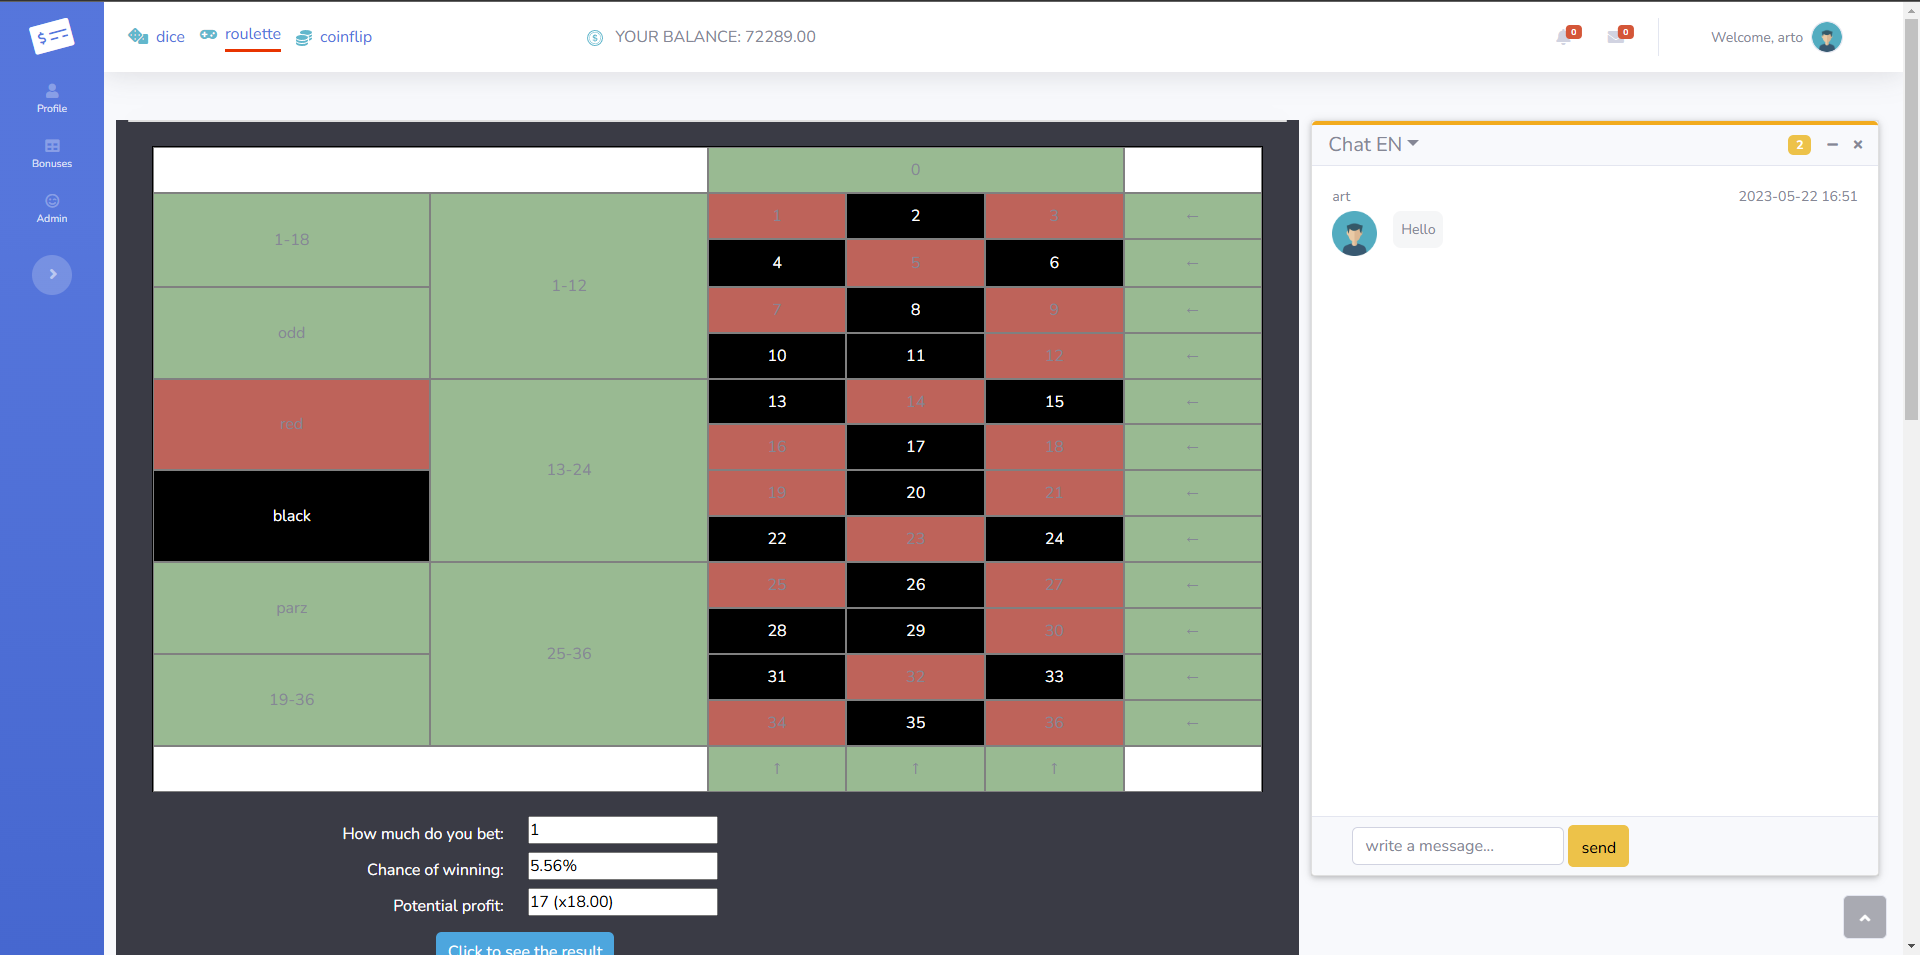 dice
roulette
coinflip
YOUR BALANCE: 72289.00
0
0
Welcome, arto
$
Profile
Bonuses
Admin
0
1-18
odd
red
black
parz
19-36
1-12
13-24
25-36
1 2 3 ←
4 5 6 ←
7 8 9 ←
10 11 12 ←
13 14 15 ←
16 17 18 ←
19 20 21 ←
22 23 24 ←
25 26 27 ←
28 29 30 ←
31 32 33 ←
34 35 36 ←
↑ ↑ ↑
How much do you bet: 1
Chance of winning: 5.56%
Potential profit: 17 (x18.00)
Click to see the result
Chat EN
2
art
2023-05-22 16:51
Hello
write a message...
send